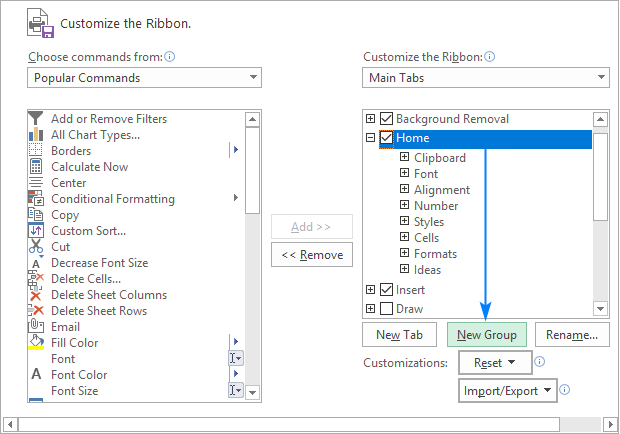 Customize the Ribbon.
Choose commands from:
Popular Commands
Add or Remove Filters
All Chart Types...
Borders
Calculate Now
Center
Conditional Formatting
Copy
Custom Sort...
Cut
Decrease Font Size
Delete Cells...
Delete Sheet Columns
Delete Sheet Rows
Email
Fill Color
Font
Font Color
Font Size
Add >>
<< Remove
Customize the Ribbon:
Main Tabs
Background Removal
Home
Clipboard
Font
Alignment
Number
Styles
Cells
Formats
Ideas
Insert
Draw
New Tab
New Group
Rename...
Customizations:
Reset
Import/Export